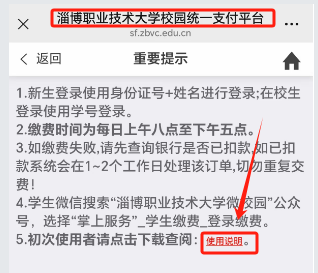 淄博职业技术大学校园统一支付平台
sf.zbvc.edu.cn
返回 重要提示
1.新生登录使用身份证号+姓名进行登录;在校生
登录使用学号登录。
2.缴费时间为每日上午八点至下午五点。
3.如缴费失败,请先查询银行是否已扣款,如已扣
款系统会在1~2个工作日处理该订单,切勿重复交
费！
4.学生微信搜索“淄博职业技术大学微校园”公众
号，选择“掌上服务”_学生缴费_登录缴费。
5.初次使用者请点击下载查阅: 使用说明。